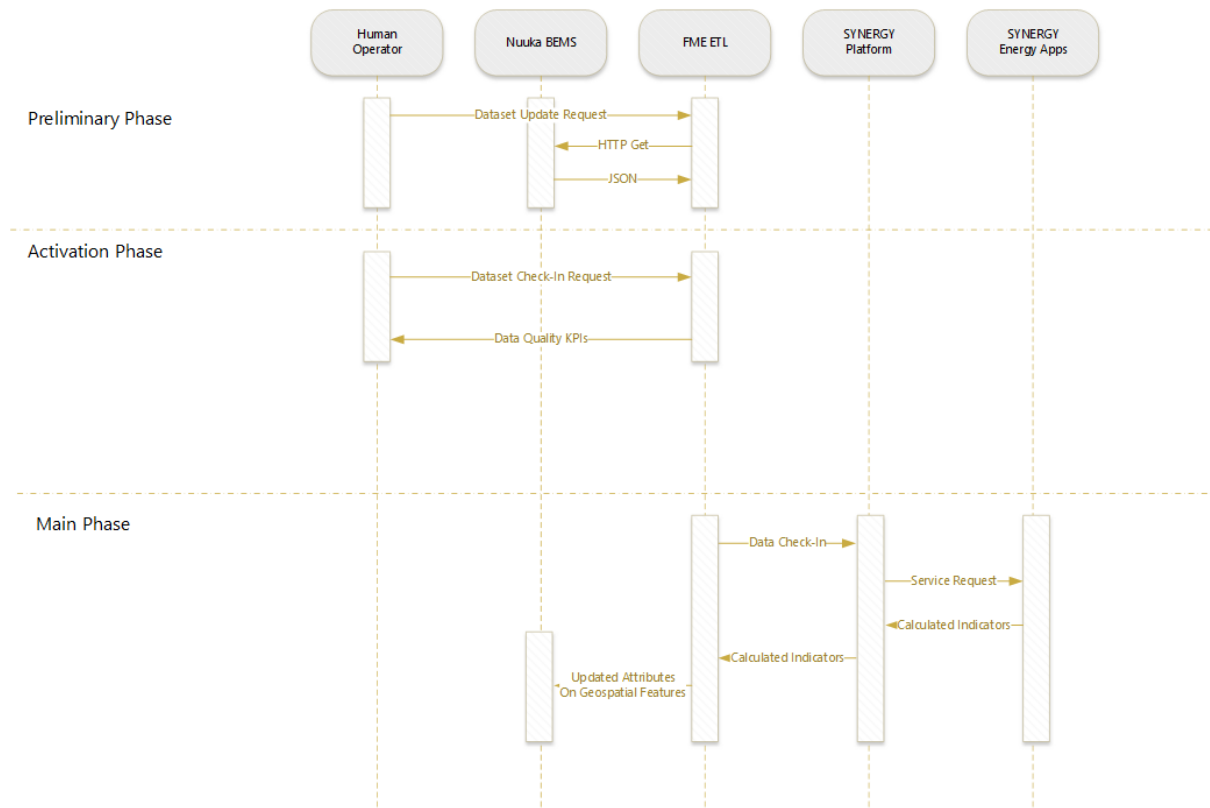 Human
Operator
Nuuka BEMS
FME ETL
SYNERGY
Platform
SYNERGY
Energy Apps
Preliminary Phase
Dataset Update Request
HTTP Get
JSON
Activation Phase
Dataset Check-In Request
Data Quality KPIs
Main Phase
Data Check-In
Service Request
Calculated Indicators
Calculated Indicators
Updated Attributes
On Geospatial Features